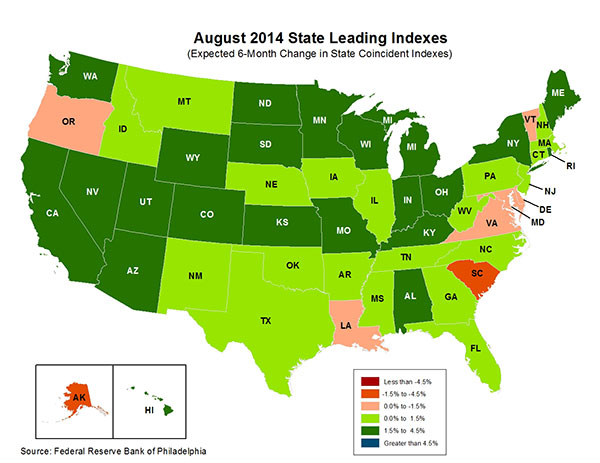 August 2014 State Leading Indexes
(Expected 6-Month Change in State Coincident Indexes)
WA
MT
ND
MN
MI
ME
VT
NH
OR
ID
SD
WI
MI
NY
MA
CT
RI
WY
NE
IA
PA
NJ
NV
UT
CO
IL
IN
OH
WV
DE
MD
CA
KS
MO
KY
VA
AZ
NM
OK
AR
TN
NC
SC
TX
LA
MS
AL
GA
FL
AK
HI
Less than -4.5%
-1.5% to -4.5%
0.0% to -1.5%
0.0% to 1.5%
1.5% to 4.5%
Greater than 4.5%
Source: Federal Reserve Bank of Philadelphia